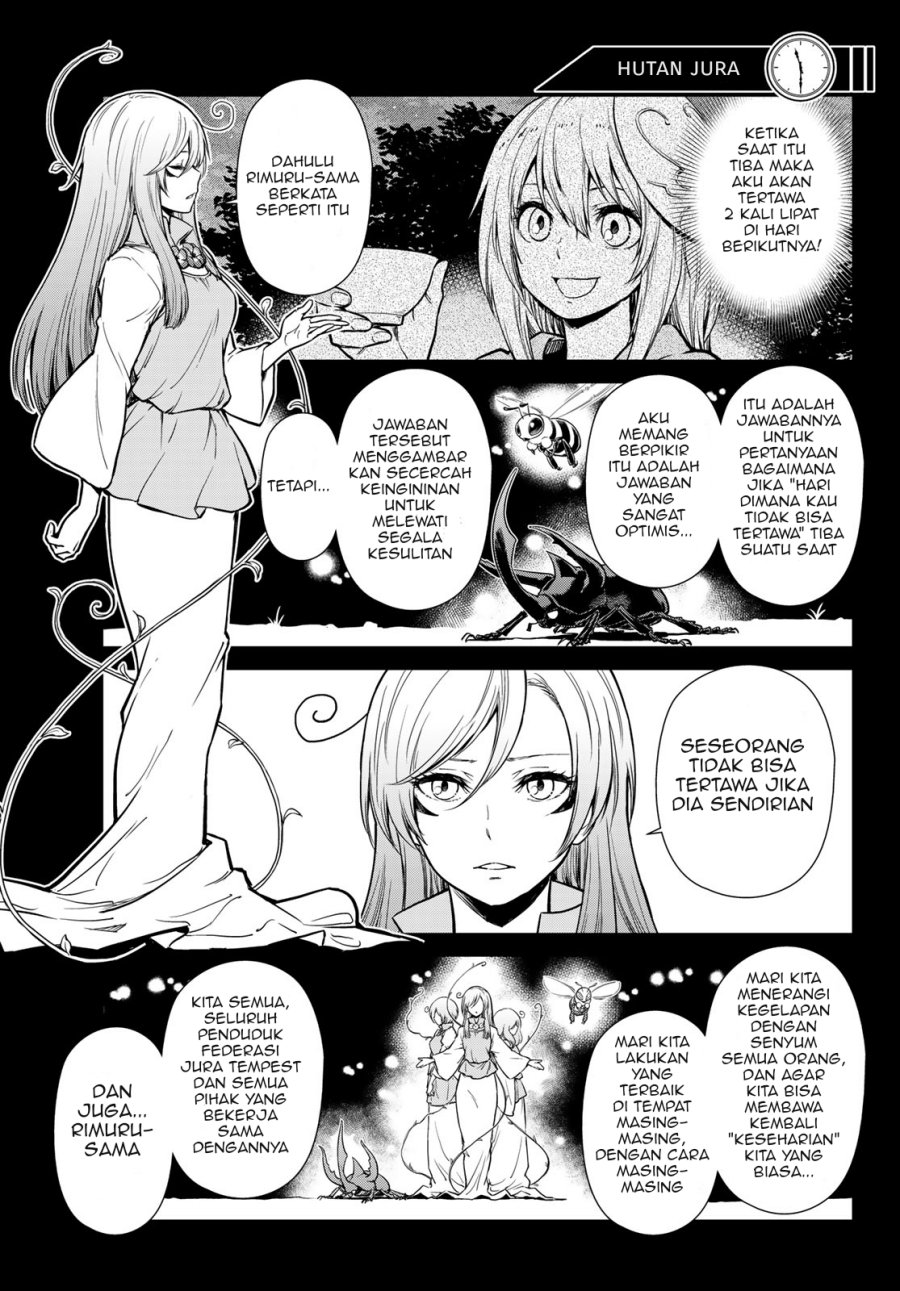 HUTAN JURA
KETIKA
SAAT ITU
TIBA MAKA
AKU AKAN
TERTAWA
2 KALI LIPAT
DI HARI
BERIKUTNYA!
DAHULU
RIMURU-SAMA
BERKATA
SEPERTI ITU
ITU ADALAH
JAWABANNYA
UNTUK
PERTANYAAN
BAGAIMANA
JIKA "HARI
DIMANA KAU
TIDAK BISA
TERTAWA" TIBA
SUATU SAAT
AKU
MEMANG
BERPIKIR
ITU ADALAH
JAWABAN
YANG
SANGAT
OPTIMIS...
JAWABAN
TERSEBUT
MENGGAMBAR
KAN SECERCAH
KEINGININAN
UNTUK
MELEWATI
SEGALA
KESULITAN
TETAPI...
SESEORANG
TIDAK BISA
TERTAWA JIKA
DIA SENDIRIAN
MARI KITA
MENERANGI
KEGELAPAN
DENGAN
SENYUM
SEMUA ORANG,
DAN AGAR
KITA BISA
MEMBAWA
KEMBALI
"KESEHARIAN"
KITA YANG
BIASA...
MARI KITA
LAKUKAN
YANG
TERBAIK
DI TEMPAT
MASING-
MASING,
DENGAN CARA
MASING-
MASING
KITA SEMUA,
SELURUH
PENDUDUK
FEDERASI
JURA TEMPEST
DAN SEMUA
PIHAK YANG
BEKERJA
SAMA
DENGANNYA
DAN
JUGA...
RIMURU-
SAMA